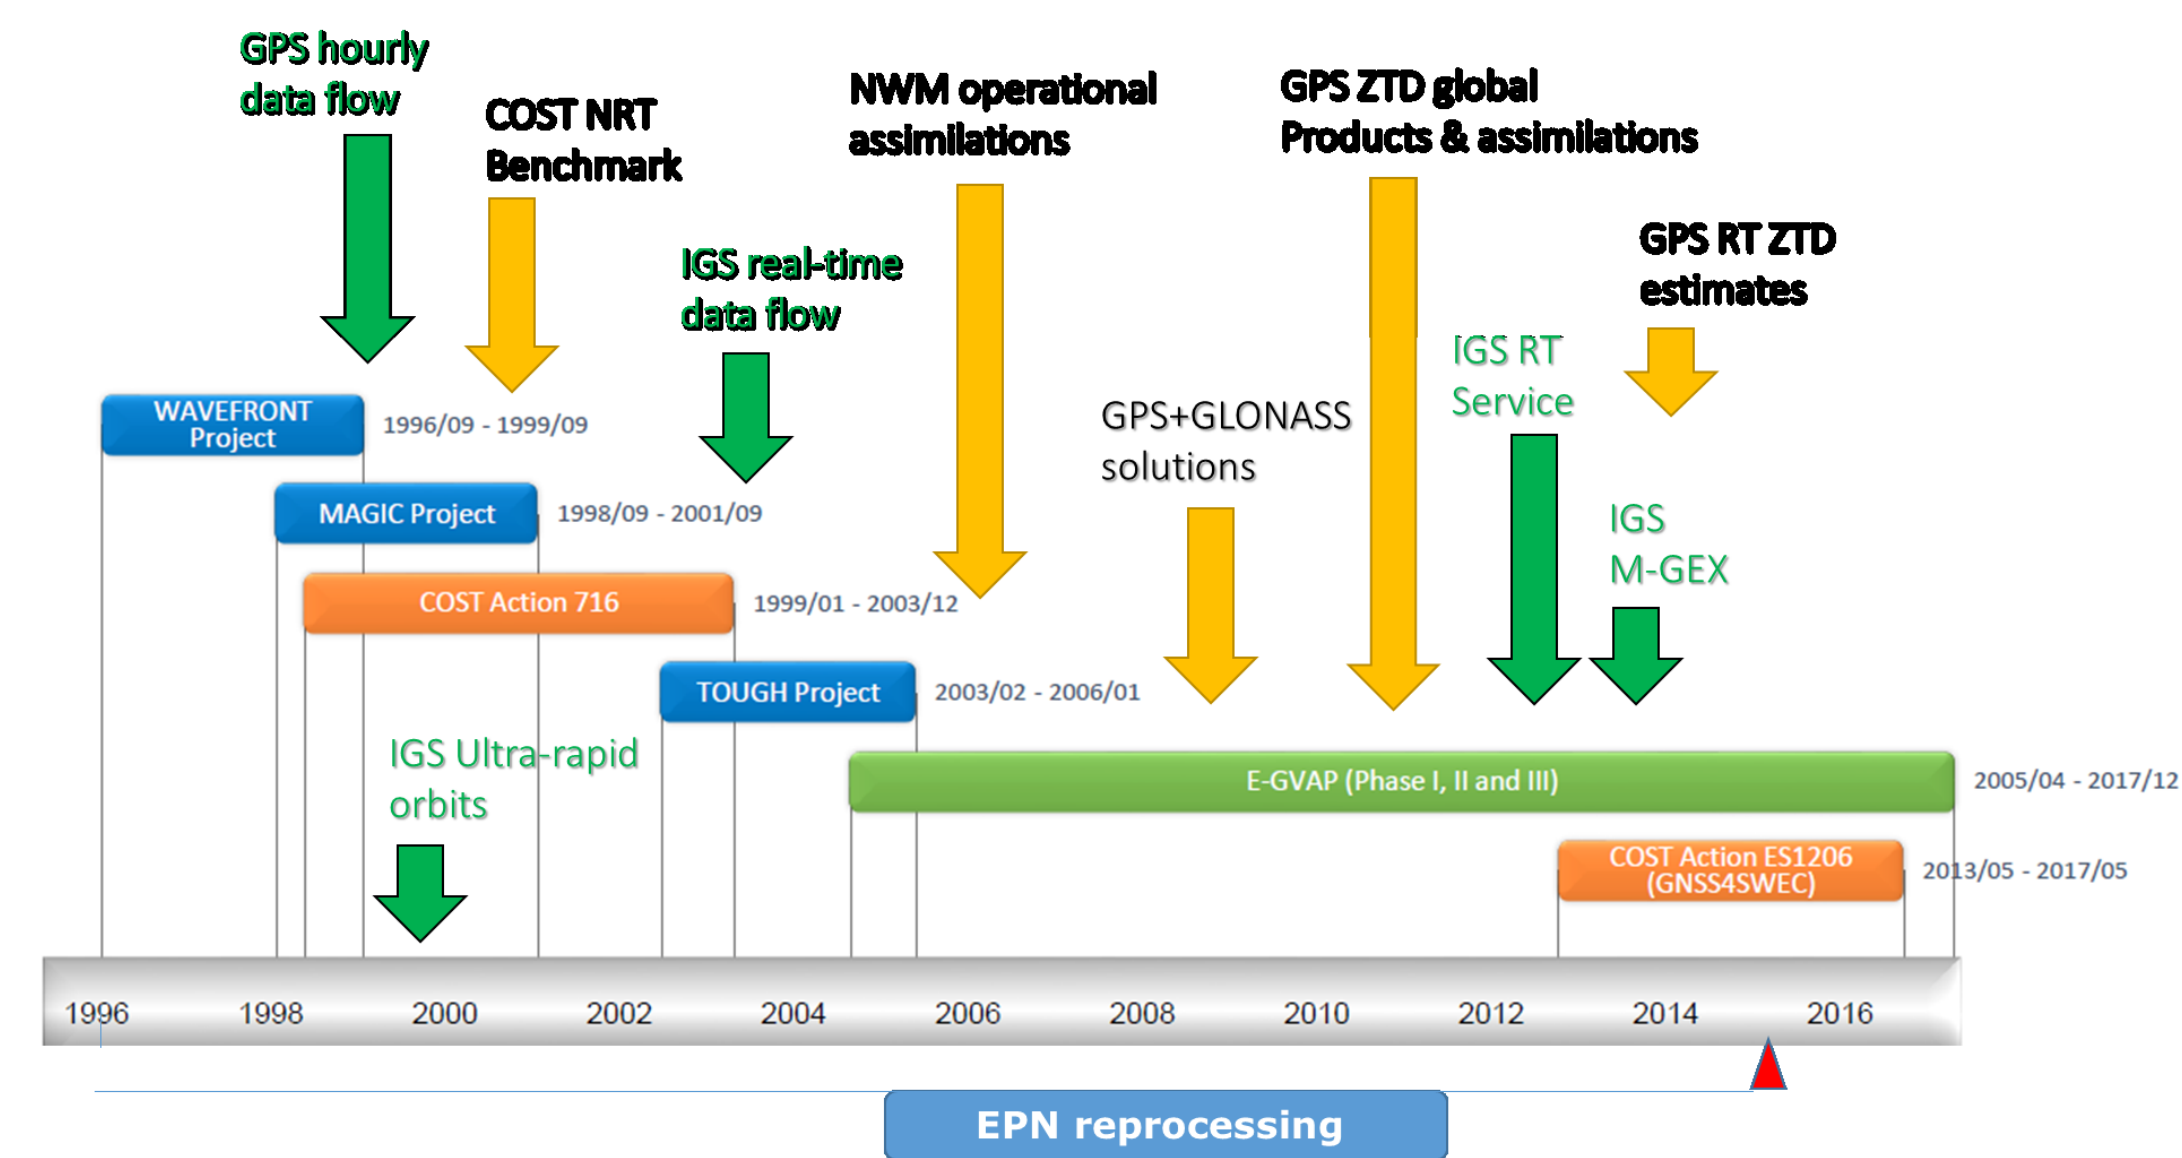 GPS hourly
data flow
COST NRT
Benchmark
NWM operational
assimilations
GPS ZTD global
Products & assimilations
IGS real-time
data flow
GPS RT ZTD
estimates
IGS RT
Service
GPS+GLONASS
solutions
IGS
M-GEX
WAVEFRONT
Project
1996/09 - 1999/09
MAGIC Project
1998/09 - 2001/09
COST Action 716
1999/01 - 2003/12
TOUGH Project
2003/02 - 2006/01
IGS Ultra-rapid
orbits
E-GVAP (Phase I, II and III)
2005/04 - 2017/12
COST Action ES1206
(GNSS4SWEC)
2013/05 - 2017/05
1996 1998 2000 2002 2004 2006 2008 2010 2012 2014 2016
EPN reprocessing